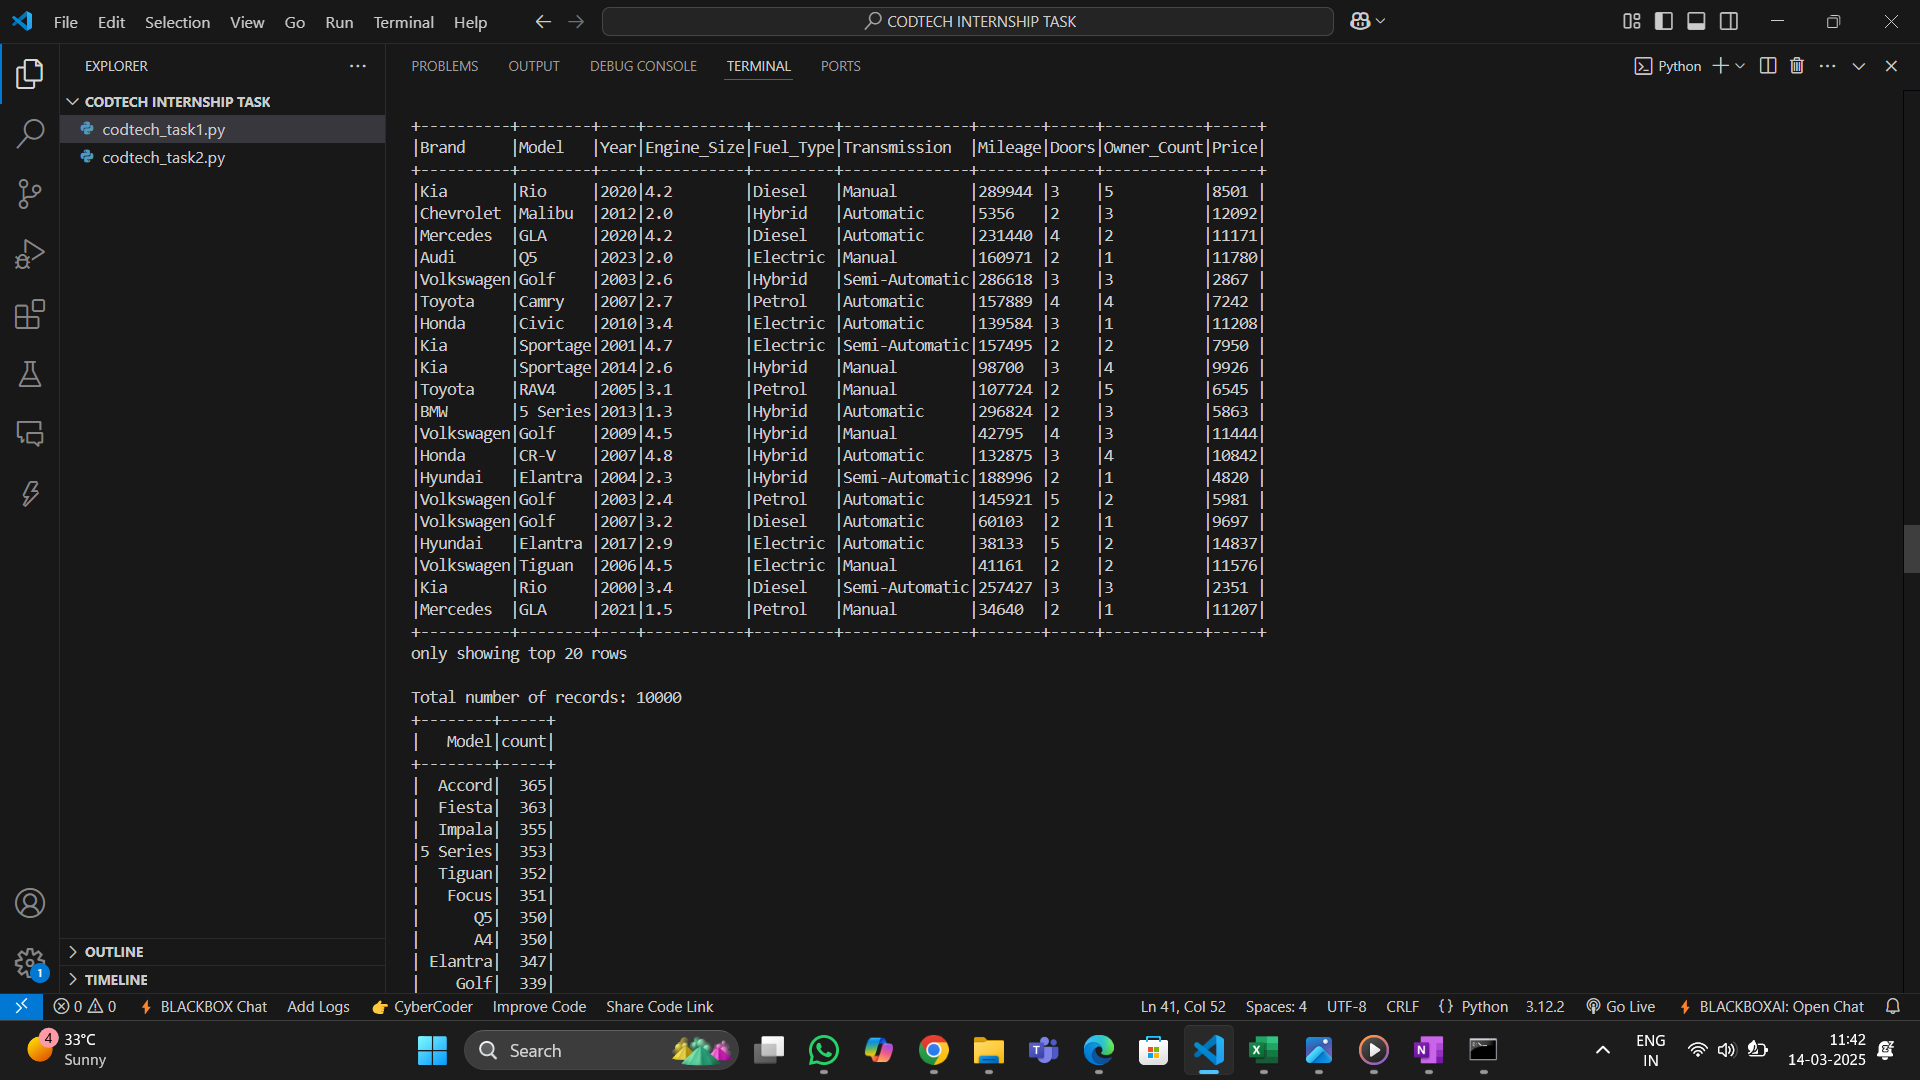 File Edit Selection View Go Run Terminal Help
CODTECH INTERNSHIP TASK
EXPLORER
PROBLEMS OUTPUT DEBUG CONSOLE TERMINAL PORTS
Python
CODTECH INTERNSHIP TASK
codtech_task1.py
codtech_task2.py
+----------+--------+----+-----------+---------+--------------+-------+-----+-----------+-----+
|Brand     |Model   |Year|Engine_Size|Fuel_Type|Transmission  |Mileage|Doors|Owner_Count|Price|
+----------+--------+----+-----------+---------+--------------+-------+-----+-----------+-----+
|Kia       |Rio     |2020|4.2        |Diesel   |Manual        |289944 |3    |5          |8501 |
|Chevrolet |Malibu  |2012|2.0        |Hybrid   |Automatic     |5356   |2    |3          |12092|
|Mercedes  |GLA     |2020|4.2        |Diesel   |Automatic     |231440 |4    |2          |11171|
|Audi      |Q5      |2023|2.0        |Electric |Manual        |160971 |2    |1          |11780|
|Volkswagen|Golf    |2003|2.6        |Hybrid   |Semi-Automatic|286618 |3    |3          |2867 |
|Toyota    |Camry   |2007|2.7        |Petrol   |Automatic     |157889 |4    |4          |7242 |
|Honda     |Civic   |2010|3.4        |Electric |Automatic     |139584 |3    |1          |11208|
|Kia       |Sportage|2001|4.7        |Electric |Semi-Automatic|157495 |2    |2          |7950 |
|Kia       |Sportage|2014|2.6        |Hybrid   |Manual        |98700  |3    |4          |9926 |
|Toyota    |RAV4    |2005|3.1        |Petrol   |Manual        |107724 |2    |5          |6545 |
|BMW       |5 Series|2013|1.3        |Hybrid   |Automatic     |296824 |2    |3          |5863 |
|Volkswagen|Golf    |2009|4.5        |Hybrid   |Manual        |42795  |4    |3          |11444|
|Honda     |CR-V    |2007|4.8        |Hybrid   |Automatic     |132875 |3    |4          |10842|
|Hyundai   |Elantra |2004|2.3        |Hybrid   |Semi-Automatic|188996 |2    |1          |4820 |
|Volkswagen|Golf    |2003|2.4        |Petrol   |Automatic     |145921 |5    |2          |5981 |
|Volkswagen|Golf    |2007|3.2        |Diesel   |Automatic     |60103  |2    |1          |9697 |
|Hyundai   |Elantra |2017|2.9        |Electric |Automatic     |38133  |5    |2          |14837|
|Volkswagen|Tiguan  |2006|4.5        |Electric |Manual        |41161  |2    |2          |11576|
|Kia       |Rio     |2000|3.4        |Diesel   |Semi-Automatic|257427 |3    |3          |2351 |
|Mercedes  |GLA     |2021|1.5        |Petrol   |Manual        |34640  |2    |1          |11207|
+----------+--------+----+-----------+---------+--------------+-------+-----+-----------+-----+
only showing top 20 rows
Total number of records: 10000
+--------+-----+
|   Model|count|
+--------+-----+
|  Accord|  365|
|  Fiesta|  363|
|  Impala|  355|
|5 Series|  353|
|  Tiguan|  352|
|   Focus|  351|
|      Q5|  350|
|      A4|  350|
| Elantra|  347|
|    Golf|  339|
OUTLINE
TIMELINE
1
0 0 BLACKBOX Chat Add Logs CyberCoder Improve Code Share Code Link Ln 41, Col 52 Spaces: 4 UTF-8 CRLF {} Python 3.12.2 Go Live BLACKBOXAI: Open Chat
4
33°C
Sunny
Search
ENG
IN
11:42
14-03-2025